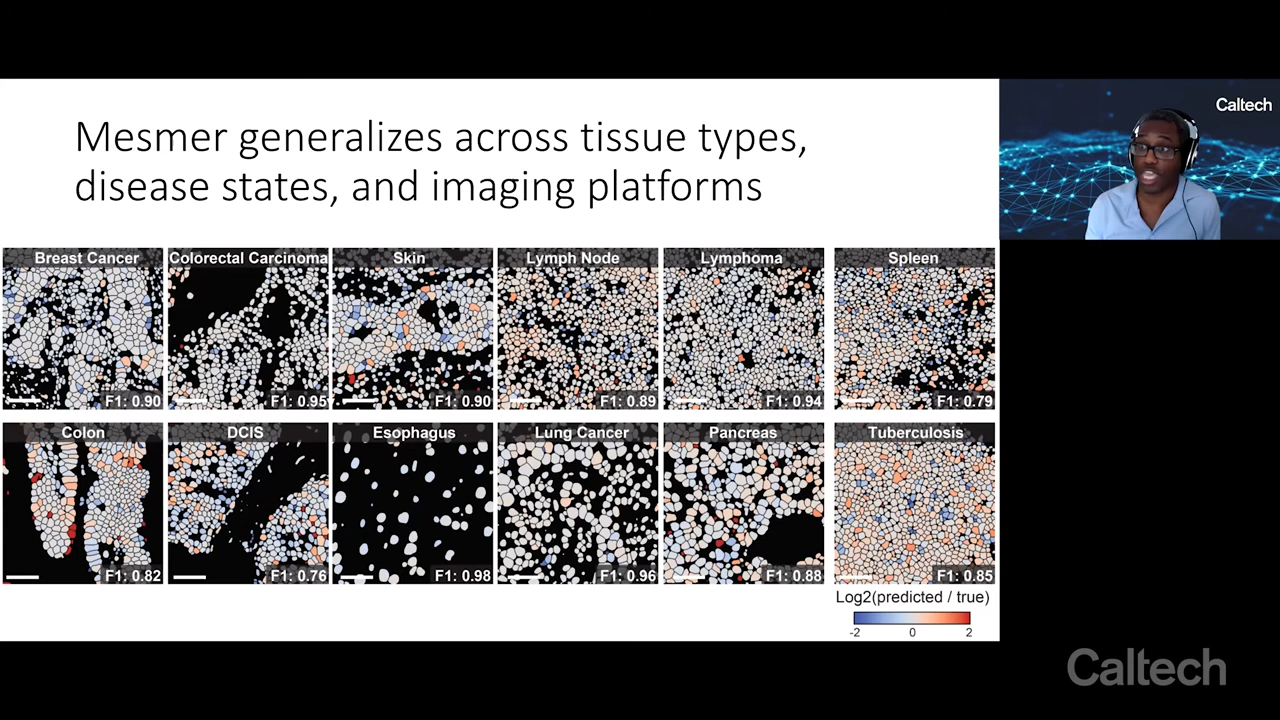 Mesmer generalizes across tissue types,
disease states, and imaging platforms
Caltech
Breast Cancer
Colorectal Carcinoma
Skin
Lymph Node
Lymphoma
Spleen
F1: 0.90
F1: 0.95
F1: 0.90
F1: 0.89
F1: 0.94
F1: 0.79
Colon
DCIS
Esophagus
Lung Cancer
Pancreas
Tuberculosis
F1: 0.82
F1: 0.76
F1: 0.98
F1: 0.96
F1: 0.88
F1: 0.85
Log2(predicted / true)
-2 0 2
Caltech